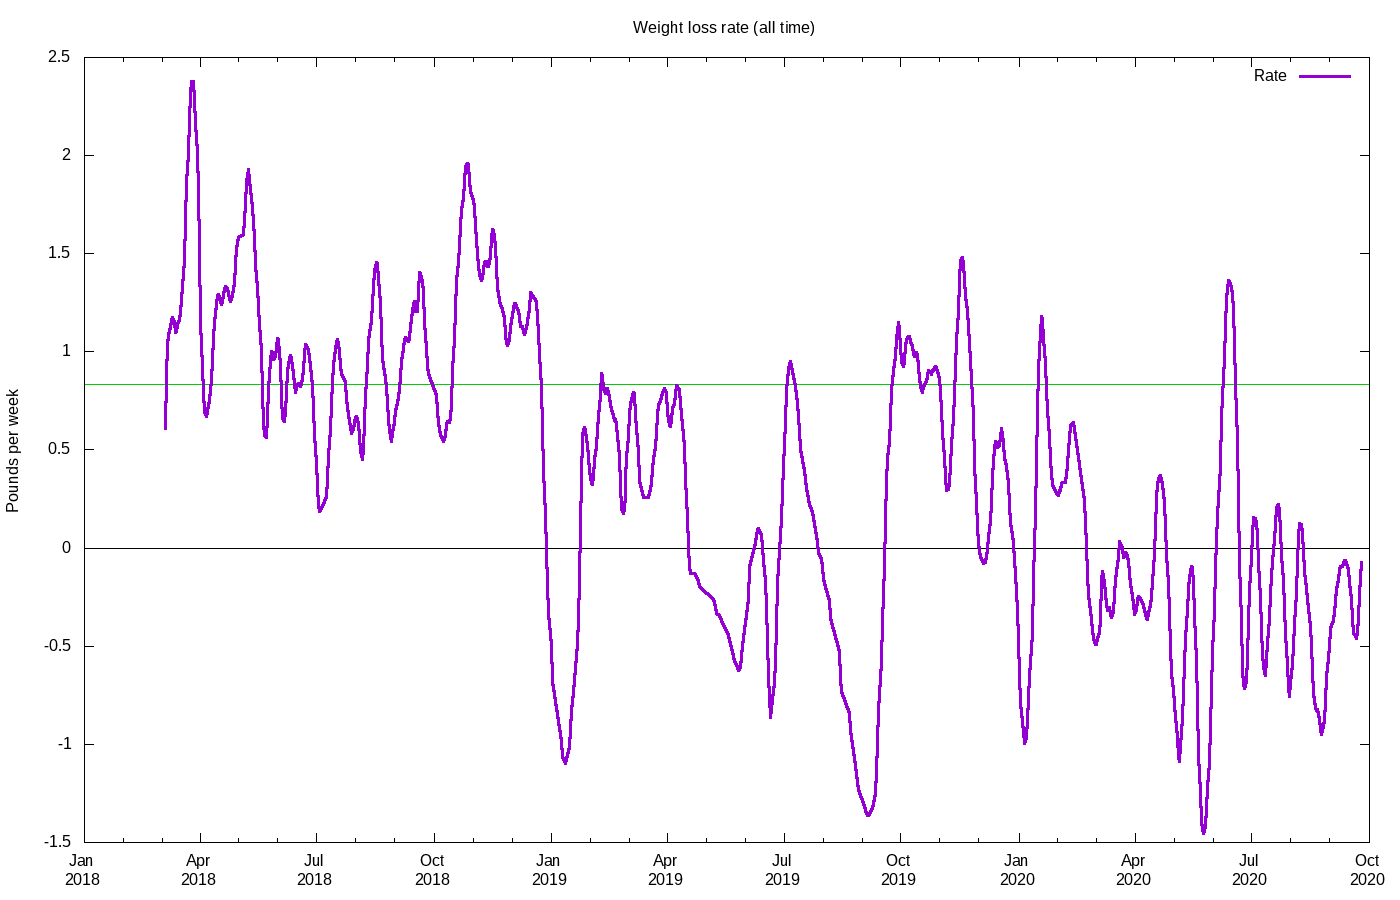 Weight loss rate (all time)
Rate
Pounds per week
2.5
2
1.5
1
0.5
0
-0.5
-1
-1.5
Jan Apr Jul Oct Jan Apr Jul Oct Jan Apr Jul Oct
2018 2018 2018 2018 2019 2019 2019 2019 2020 2020 2020 2020